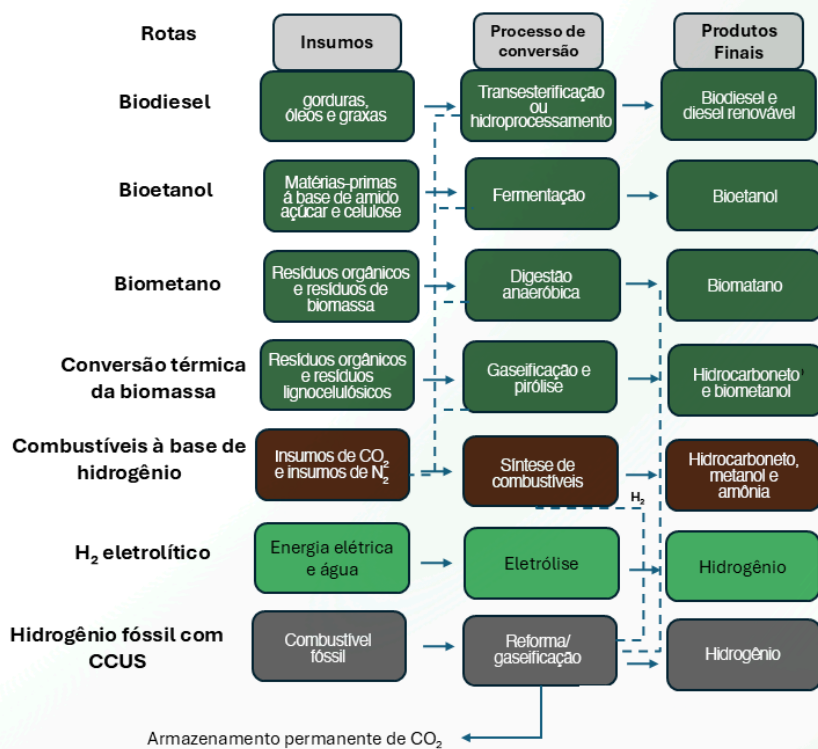 Rotas
Insumos
Processo de
conversão
Produtos
Finais
Biodiesel
gorduras,
óleos e graxas
Transesterificação
ou
hidroprocessamento
Biodiesel e
diesel renovável
Bioetanol
Matérias-primas
á base de amido
açúcar e celulose
Fermentação
Bioetanol
Biometano
Resíduos orgânicos
e resíduos de
biomassa
Digestão
anaeróbica
Biomatano
Conversão térmica
da biomassa
Resíduos orgânicos
e resíduos
lignocelulósicos
Gaseificação e
pirólise
Hidrocarboneto
e biometanol
Combustíveis à base de
hidrogênio
Insumos de CO₂
e insumos de N₂
Síntese de
combustíveis
Hidrocarboneto,
metanol e
amônia
H₂
H₂ eletrolítico
Energia elétrica
e água
Eletrólise
Hidrogênio
Hidrogênio fóssil com
CCUS
Combustível
fóssil
Reforma/
gaseificação
Hidrogênio
Armazenamento permanente de CO₂